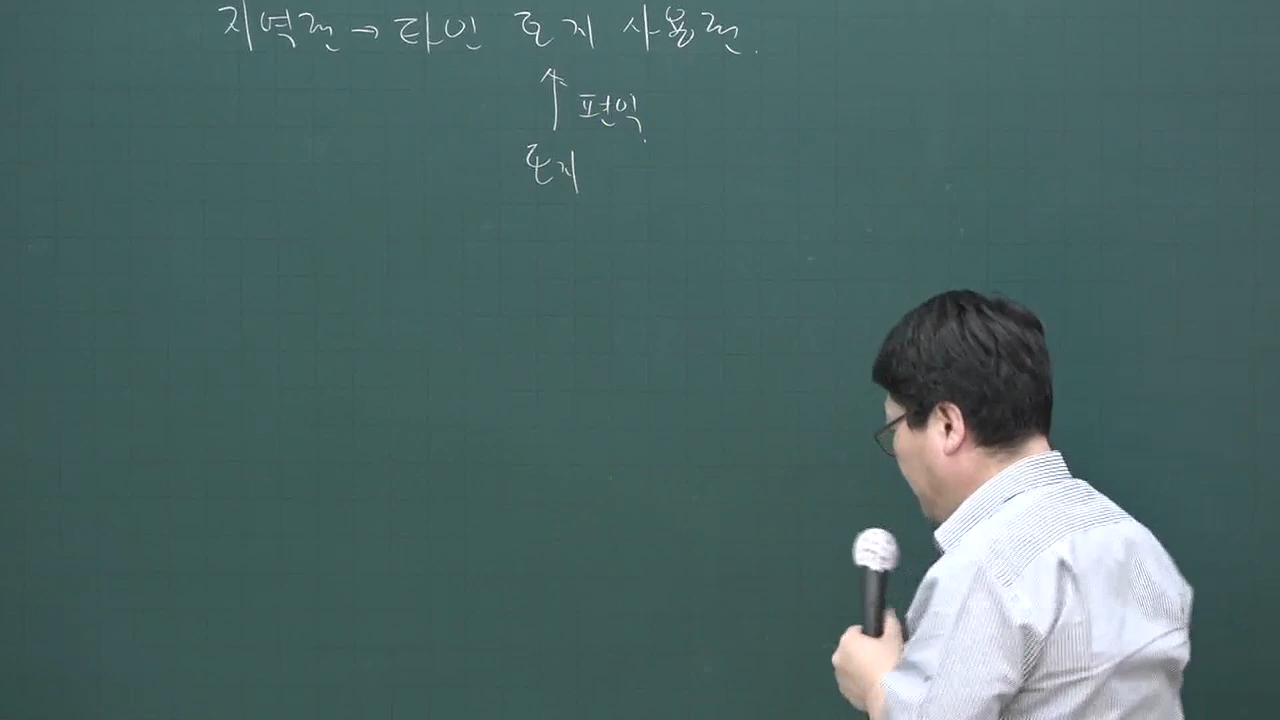 지역권 → 타인 토지 사용권.
↑ 편익.
토지